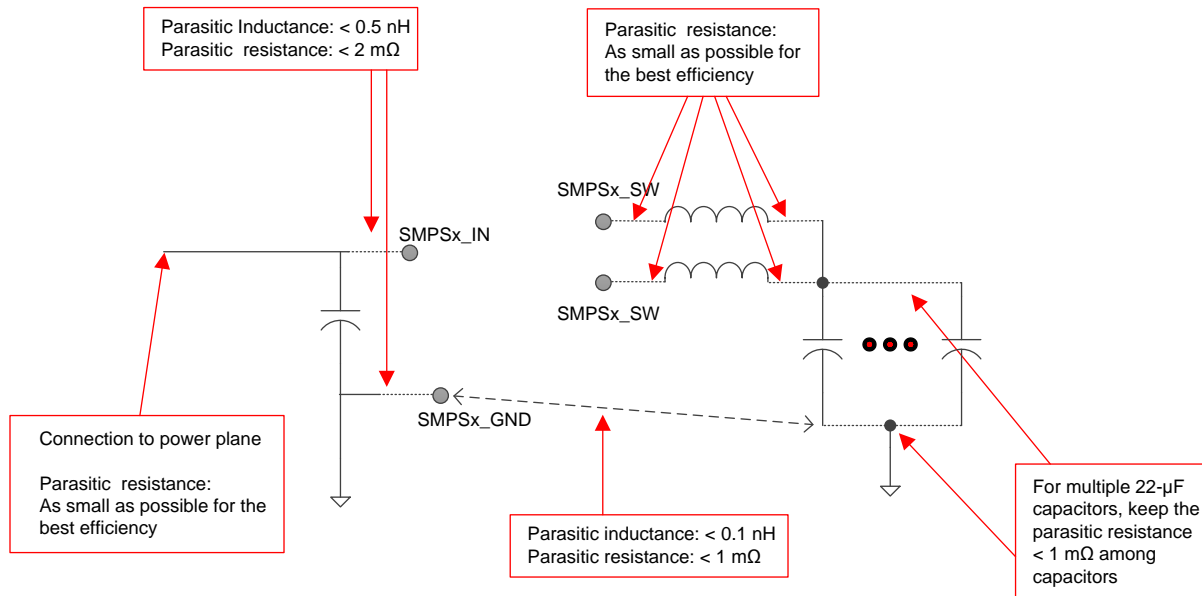 Parasitic Inductance: < 0.5 nH
Parasitic resistance: < 2 mΩ
Parasitic resistance:
As small as possible for
the best efficiency
SMPSx_SW
SMPSx_IN
SMPSx_SW
SMPSx_GND
Connection to power plane
Parasitic resistance:
As small as possible for the
best efficiency
Parasitic inductance: < 0.1 nH
Parasitic resistance: < 1 mΩ
For multiple 22-µF
capacitors, keep the
parasitic resistance
< 1 mΩ among
capacitors